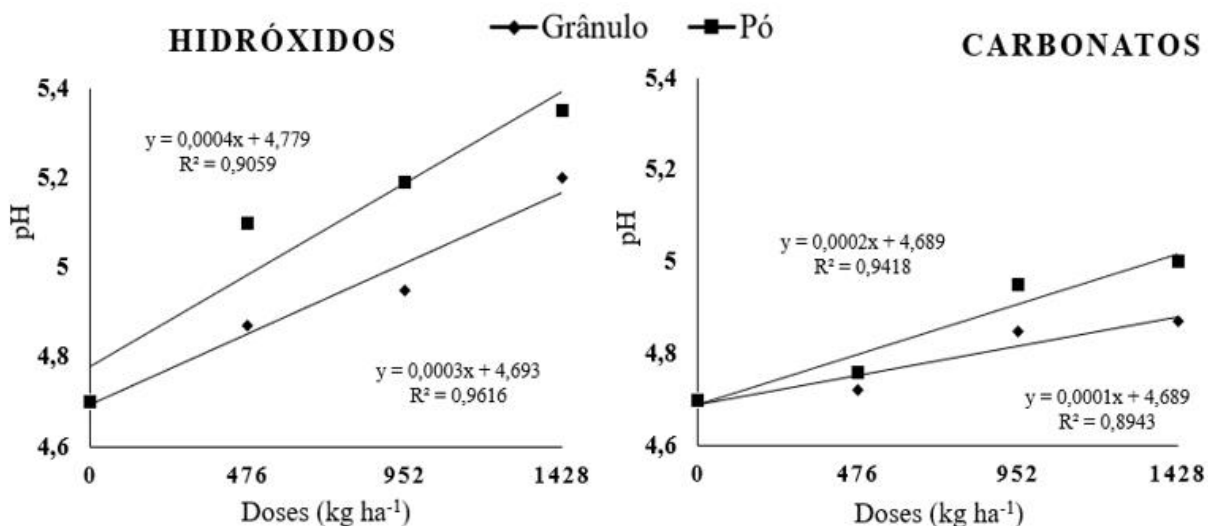 HIDRÓXIDOS
Grânulo
Pó
CARBONATOS
5,4
5,2
5
4,8
4,6
pH
y = 0,0004x + 4,779
R² = 0,9059
y = 0,0003x + 4,693
R² = 0,9616
0
476
952
1428
Doses (kg ha⁻¹)
5,4
5,2
5
4,8
4,6
pH
y = 0,0002x + 4,689
R² = 0,9418
y = 0,0001x + 4,689
R² = 0,8943
0
476
952
1428
Doses (kg ha⁻¹)